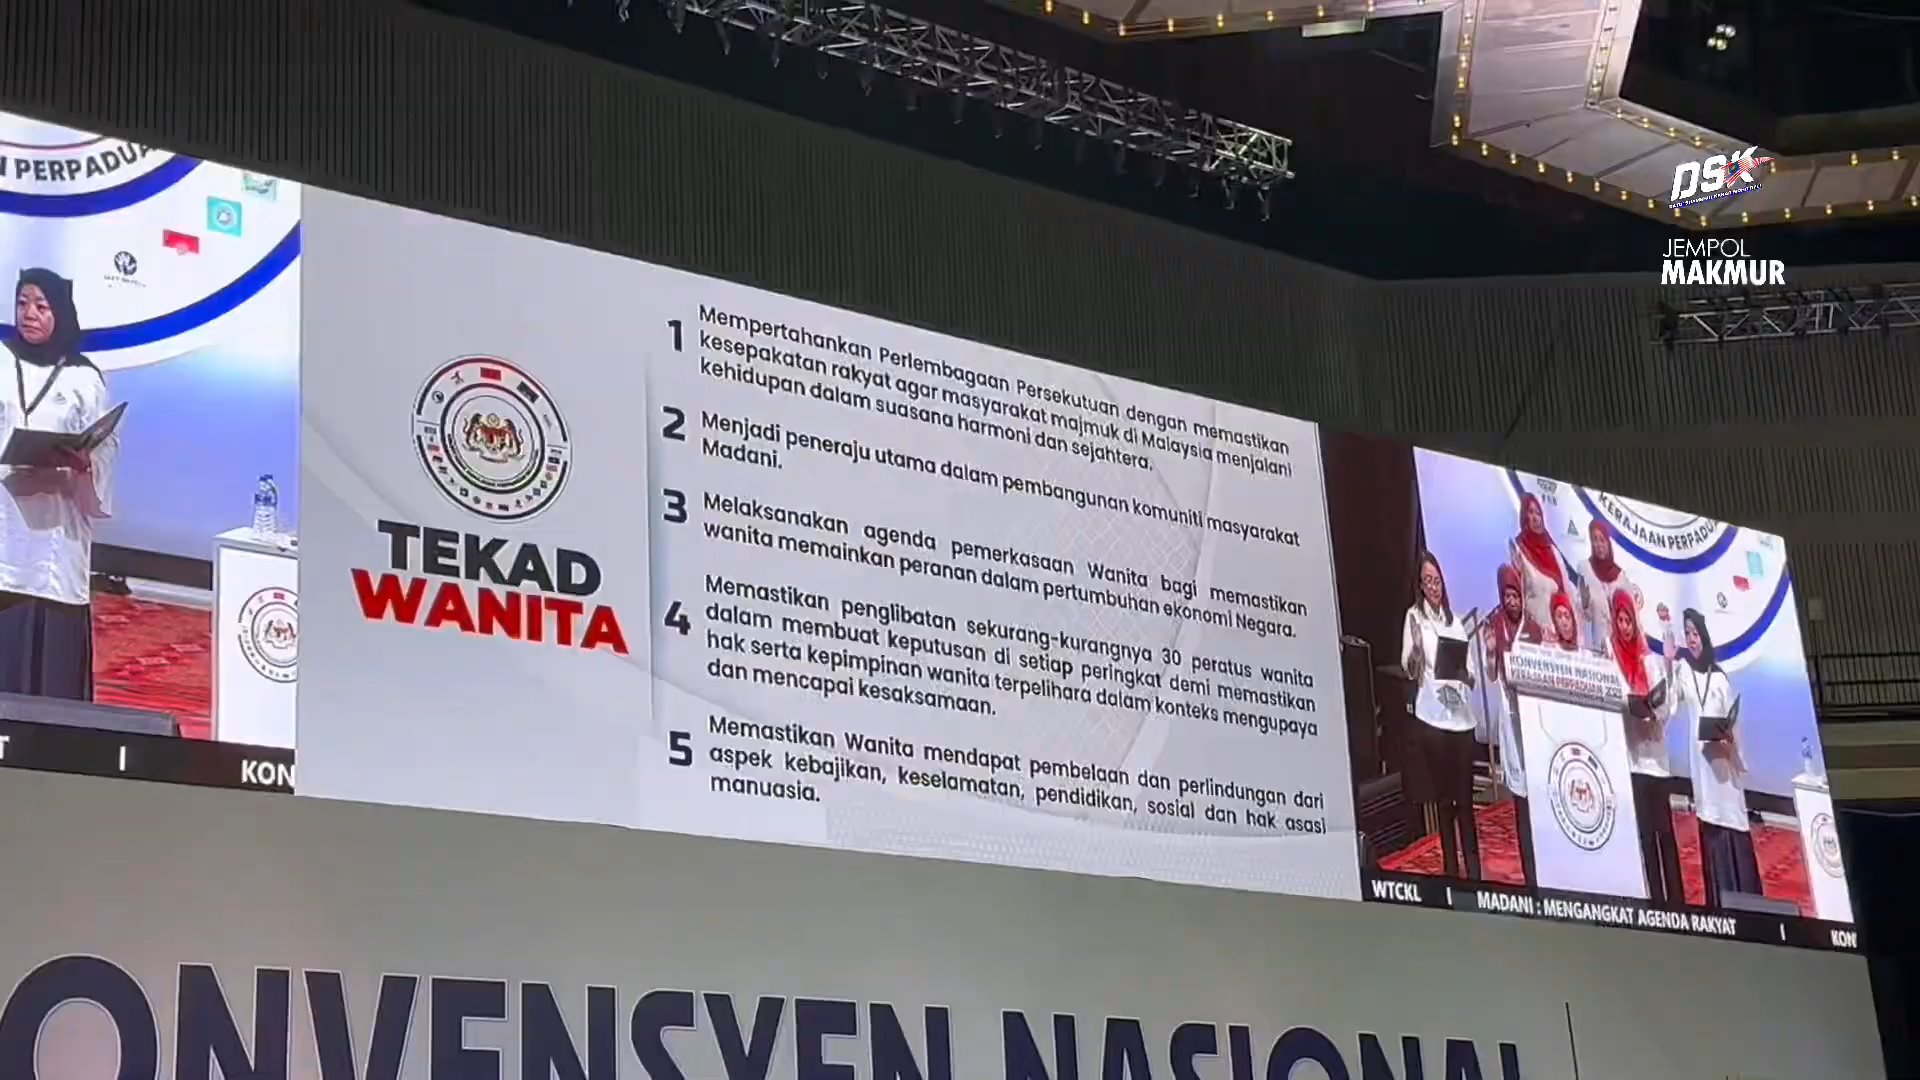 N PERPADUA
DSK
JEMPOL
MAKMUR
TEKAD
WANITA
1 Mempertahankan Perlembagaan Persekutuan dengan memastikan
kesepakatan rakyat agar masyarakat majmuk di Malaysia menjalani
kehidupan dalam suasana harmoni dan sejahtera.
2 Menjadi peneraju utama dalam pembangunan komuniti masyarakat
Madani.
3 Melaksanakan agenda pemerkasaan Wanita bagi memastikan
wanita memainkan peranan dalam pertumbuhan ekonomi Negara.
4 Memastikan penglibatan sekurang-kurangnya 30 peratus wanita
dalam membuat keputusan di setiap peringkat demi memastikan
hak serta kepimpinan wanita terpelihara dalam konteks mengupaya
dan mencapai kesaksamaan.
5 Memastikan Wanita mendapat pembelaan dan perlindungan dari
aspek kebajikan, keselamatan, pendidikan, sosial dan hak asasi
manuasia.
KERAJAAN PERPADU
KONVENSYEN NASIONAL
KERAJAAN PERPADUAN
T | KON
WTCKL | MADANI : MENGANGKAT AGENDA RAKYAT | KON
ONVENSYEN NASIONAL